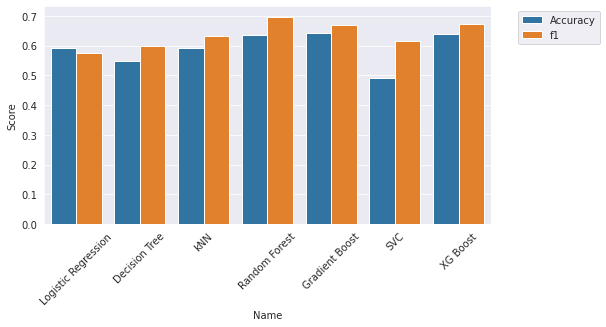 Accuracy
f1
Score
0.7
0.6
0.5
0.4
0.3
0.2
0.1
0.0
Logistic Regression
Decision Tree
kNN
Random Forest
Gradient Boost
SVC
XG Boost
Name